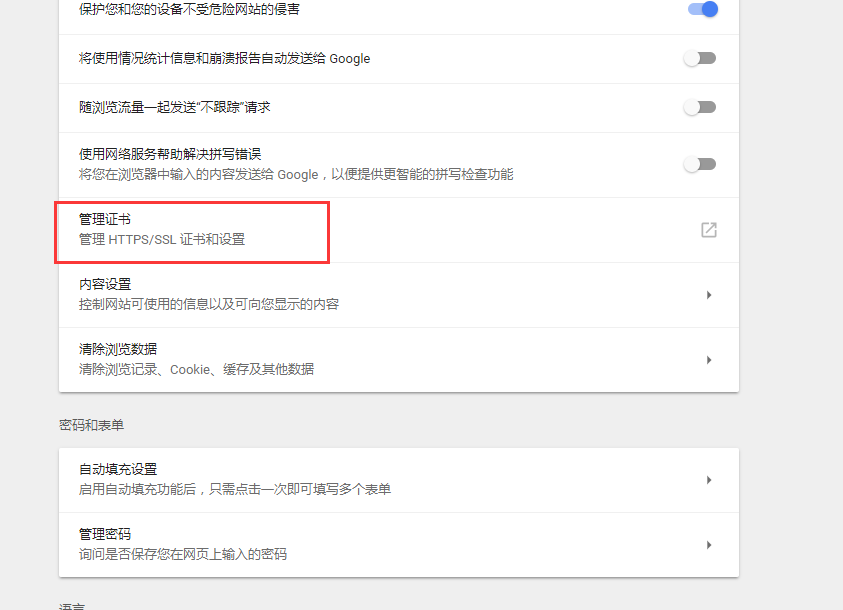 保护您和您的设备不受危险网站的侵害
将使用情况统计信息和崩溃报告自动发送给 Google
随浏览流量一起发送“不跟踪”请求
使用网络服务帮助解决拼写错误
将您在浏览器中输入的内容发送给 Google，以便提供更智能的拼写检查功能
管理证书
管理 HTTPS/SSL 证书和设置
内容设置
控制网站可使用的信息以及可向您显示的内容
清除浏览数据
清除浏览记录、Cookie、缓存及其他数据
密码和表单
自动填充设置
启用自动填充功能后，只需点击一次即可填写多个表单
管理密码
询问是否保存您在网页上输入的密码
语言